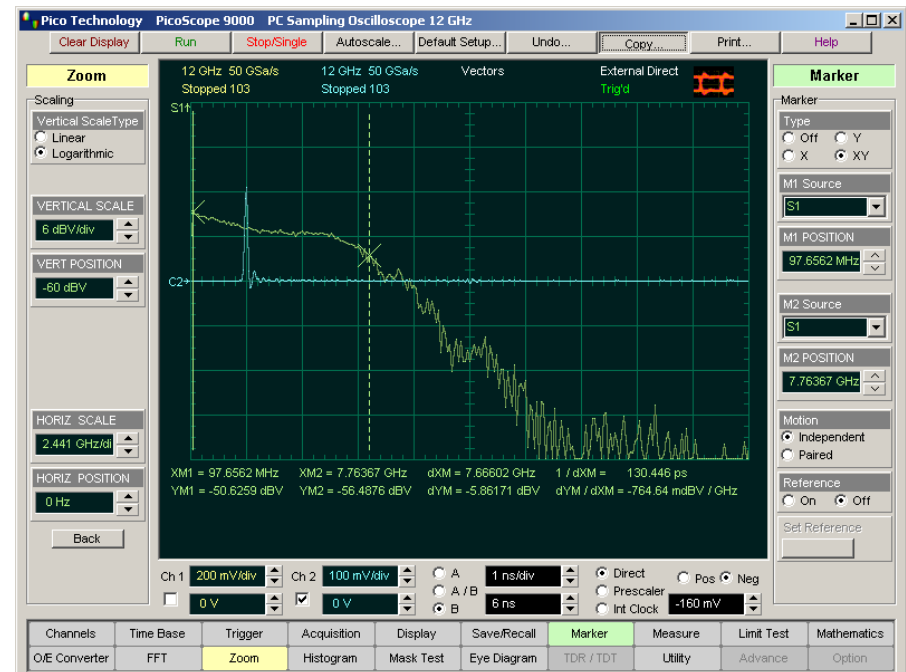 Pico Technology PicoScope 9000 PC Sampling Oscilloscope 12 GHz
Clear Display Run Stop/Single Autoscale... Default Setup... Undo... Copy... Print... Help
Zoom
Scaling
Vertical ScaleType
Linear
Logarithmic
VERTICAL SCALE
6 dBV/div
VERT POSITION
-60 dBV
HORIZ SCALE
2.441 GHz/di
HORIZ POSITION
0 Hz
Back
12 GHz 50 GSa/s 12 GHz 50 GSa/s Vectors External Direct
Stopped 103 Stopped 103 Trig'd
S1
C2
XM1 = 97.6562 MHz XM2 = 7.76367 GHz dXM = 7.66602 GHz 1 / dXM = 130.446 ps
YM1 = -50.6259 dBV YM2 = -56.4876 dBV dYM = -5.86171 dBV dYM / dXM = -764.64 mdBV / GHz
Marker
Marker
Type
Off Y
X XY
M1 Source
S1
M1 POSITION
97.6562 MHz
M2 Source
S1
M2 POSITION
7.76367 GHz
Motion
Independent
Paired
Reference
On Off
Set Reference
Ch 1 200 mV/div Ch 2 100 mV/div A 1 ns/div Direct Pos Neg
A / B Prescaler
0 V 0 V B 6 ns Int Clock -160 mV
Channels Time Base Trigger Acquisition Display Save/Recall Marker Measure Limit Test Mathematics
O/E Converter FFT Zoom Histogram Mask Test Eye Diagram TDR / TDT Utility Advance Option